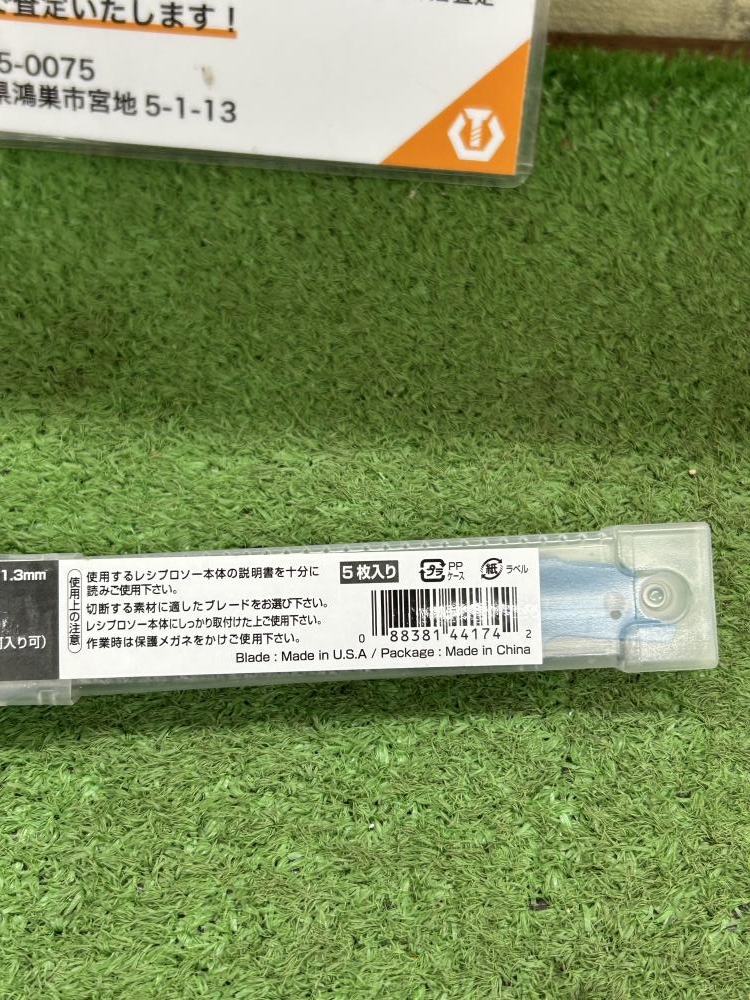 査定いたします！
5-0075
県鴻巣市宮地 5-1-13
1.3mm
使用上の注意
使用するレシプロソー本体の説明書を十分に
読みご使用下さい。
切断する素材に適したブレードをお選び下さい。
レシプロソー本体にしっかり取付けた上ご使用下さい。
作業時は保護メガネをかけご使用下さい。
5枚入り
プラ
PP
ケース
紙
ラベル
0 88381 44174 2
Blade : Made in U.S.A / Package : Made in China
入り可)